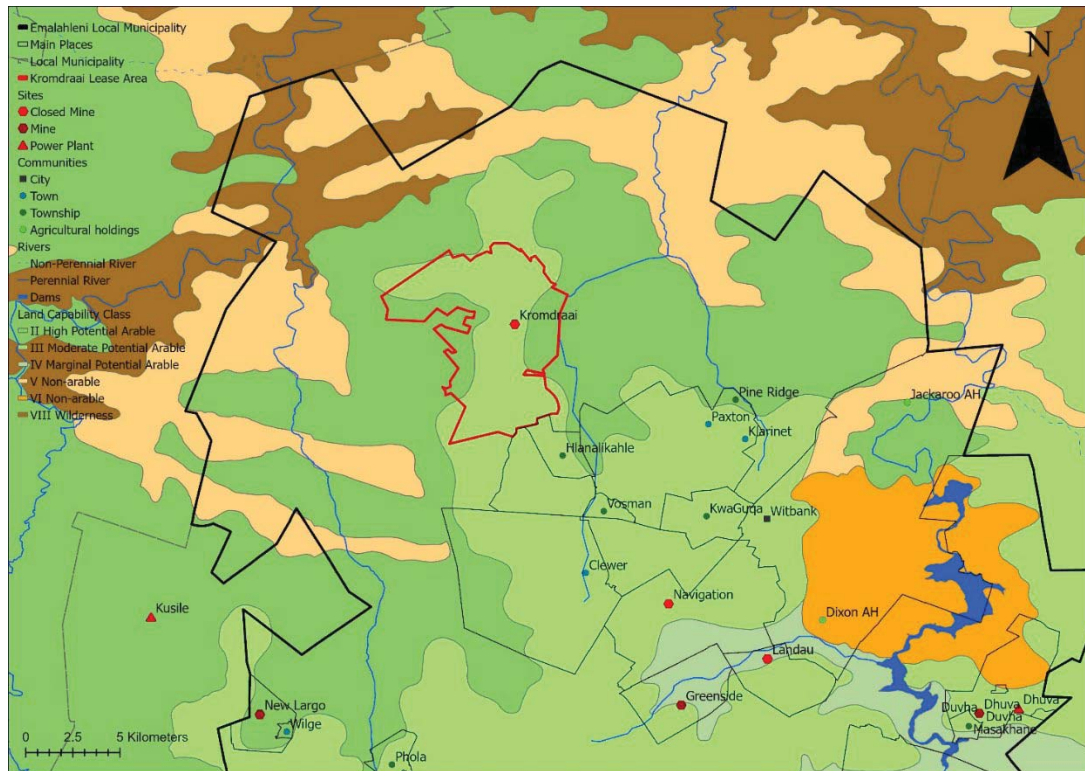 Emalahleni Local Municipality
Main Places
Local Municipality
Kromdraai Lease Area
Sites
Closed Mine
Mine
Power Plant
Communities
City
Town
Township
Agricultural holdings
Rivers
Non-Perennial River
Perennial River
Dams
Land Capability Class
II High Potential Arable
III Moderate Potential Arable
IV Marginal Potential Arable
V Non-arable
VI Non-arable
VIII Wilderness
N
Kromdraai
Pine Ridge
Jackaroo AH
Paxton
Klarinet
Hlanalikahle
Vosman
KwaGuqa
Witbank
Clewer
Kusile
Navigation
Dixon AH
Landau
Greenside
New Largo
Wilge
Duvha
Dhuva
Dhuva
Duvha
Masakhane
Phola
0 2.5 5 Kilometers